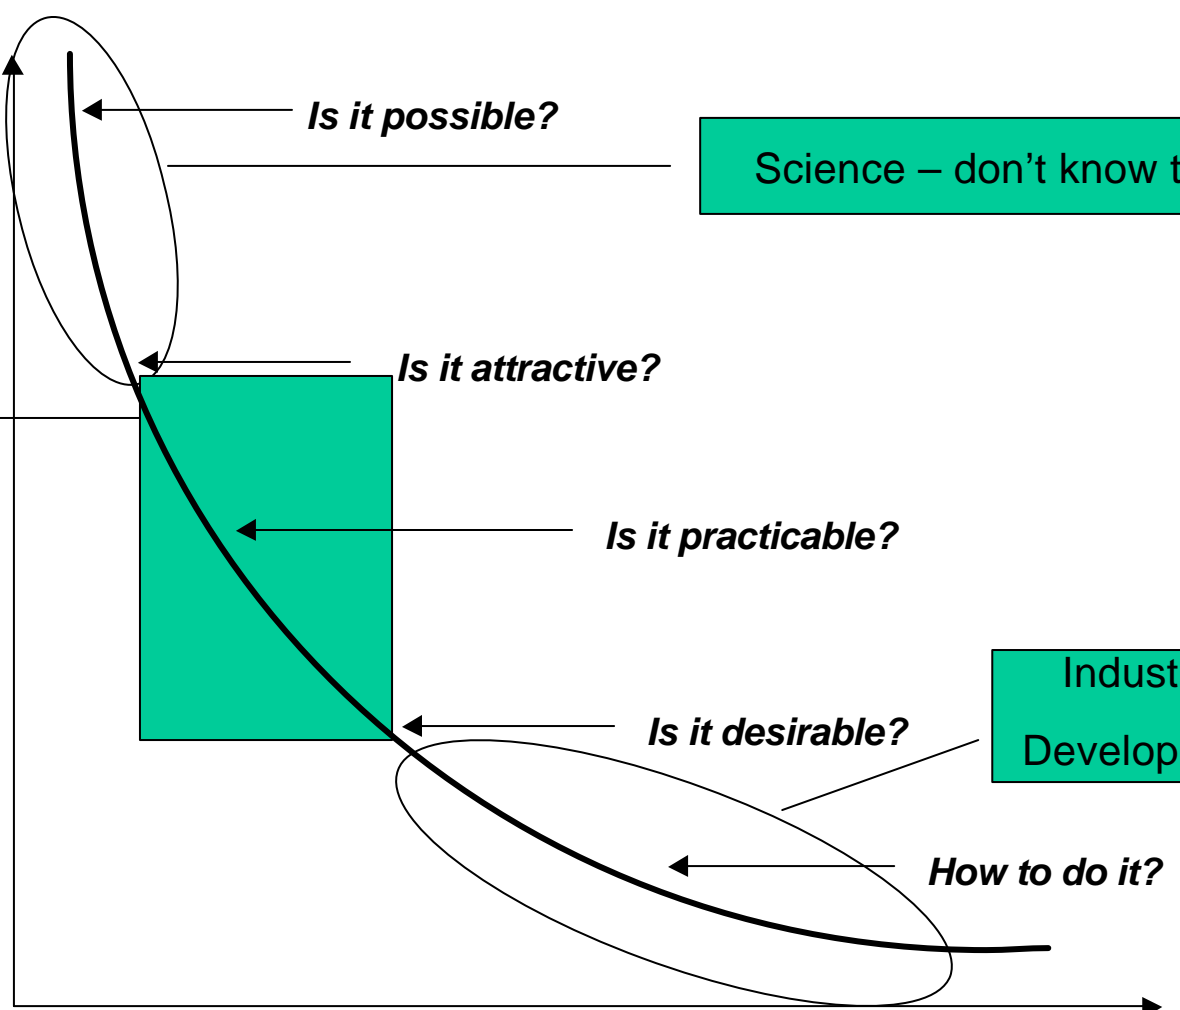 Is it possible?
Science – don’t know t
Is it attractive?
Is it practicable?
Indust
Is it desirable?
Develop
How to do it?